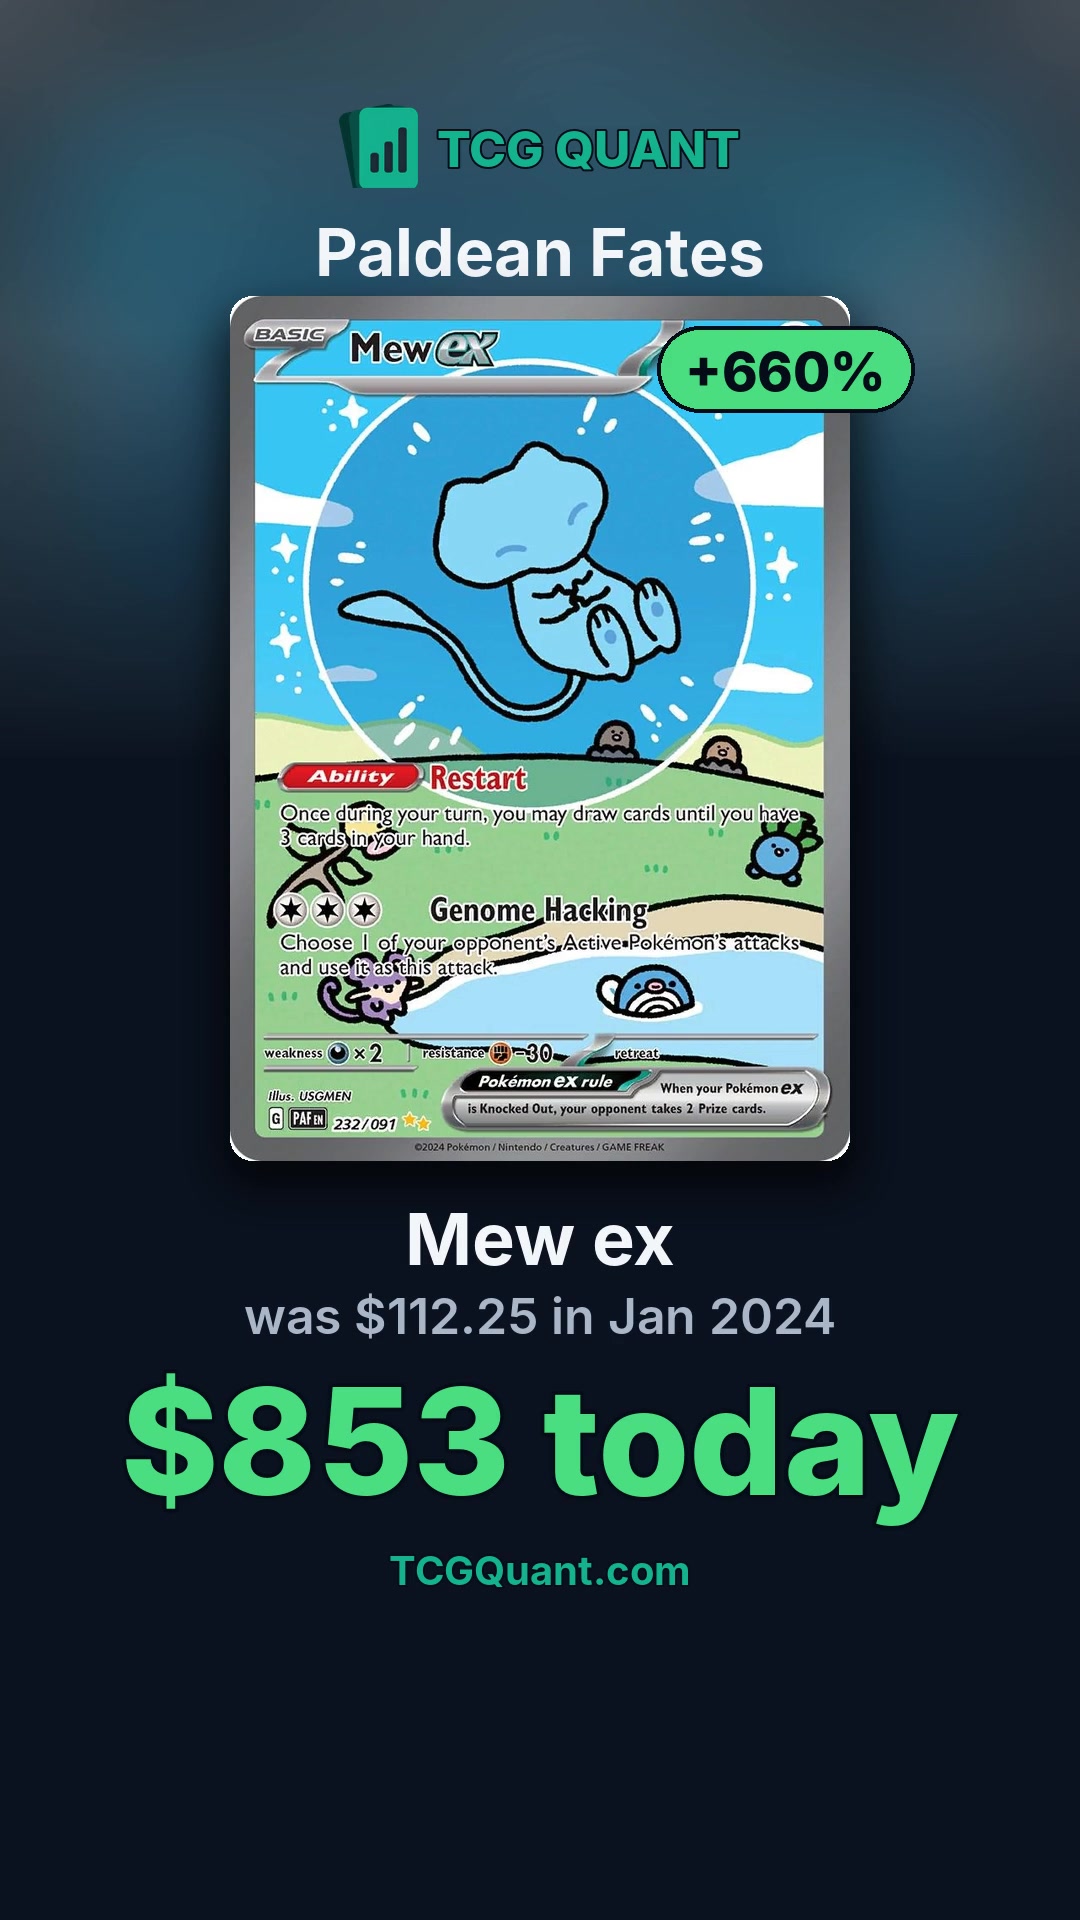 TCG QUANT
Paldean Fates
BASIC Mew ex
+660%
Ability Restart
Once during your turn, you may draw cards until you have
3 cards in your hand.
Genome Hacking
Choose 1 of your opponent's Active Pokémon's attacks
and use it as this attack.
weakness ×2 resistance -30 retreat
Pokémon ex rule When your Pokémon ex
is Knocked Out, your opponent takes 2 Prize cards.
Illus. USGMEN
G PAF EN 232/091
©2024 Pokémon / Nintendo / Creatures / GAME FREAK
Mew ex
was $112.25 in Jan 2024
$853 today
TCGQuant.com